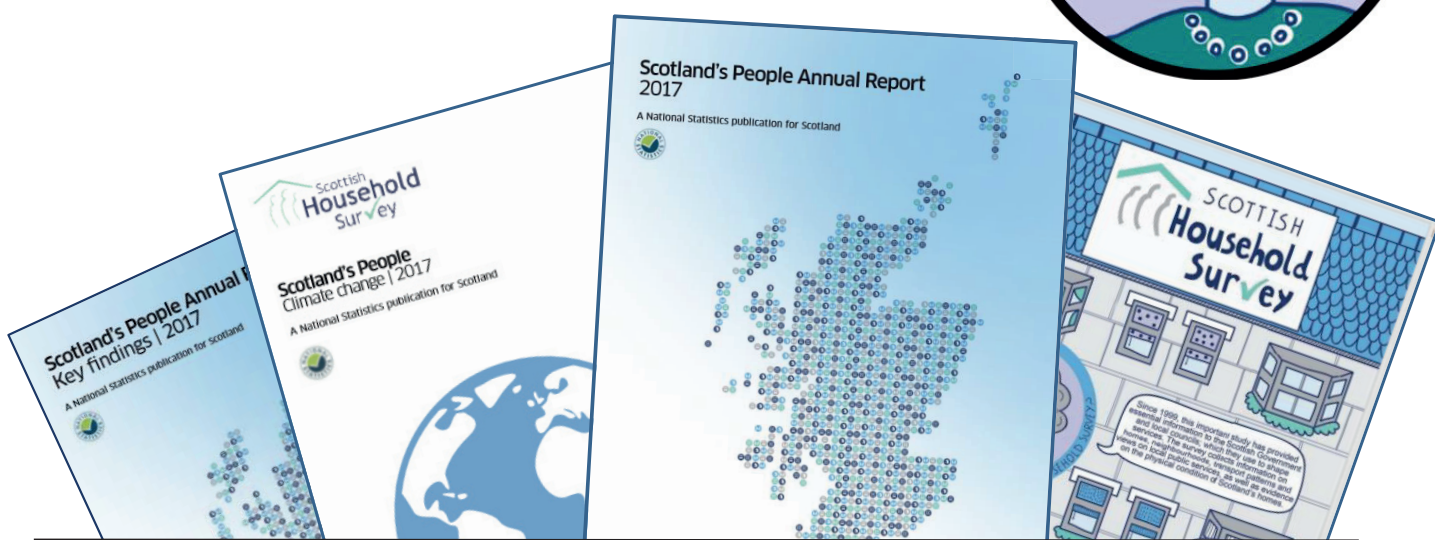 Scotland's People Annual
Key findings | 2017
A National Statistics publication for Scotland
Scottish
Household
Survey
Scotland's People
Climate change | 2017
A National Statistics publication for Scotland
Scotland's People Annual Report
2017
A National Statistics publication for Scotland
NATIONAL
STATISTICS
SCOTTISH
Household
Survey
Since 1999, this important study has provided
essential information to the Scottish Government
and local councils; which they use to shape
services. The survey collects information on
homes, neighbourhoods, transport patterns and
views on local public services, as well as evidence
on the physical condition of Scotland's homes.